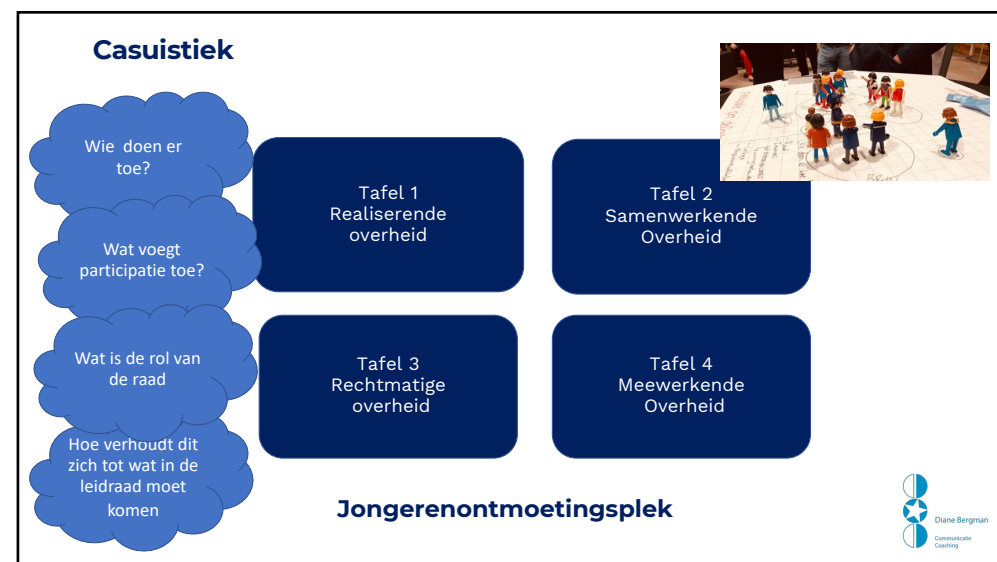 Casuistiek
Wie doen er
toe?
Wat voegt
participatie toe?
Wat is de rol van
de raad
Hoe verhoudt dit
zich tot wat in de
leidraad moet
komen
Tafel 1
Realiserende
overheid
Tafel 2
Samenwerkende
Overheid
Tafel 3
Rechtmatige
overheid
Tafel 4
Meewerkende
Overheid
Jongerenontmoetingsplek
Diane Bergman
Communicatie
Coaching